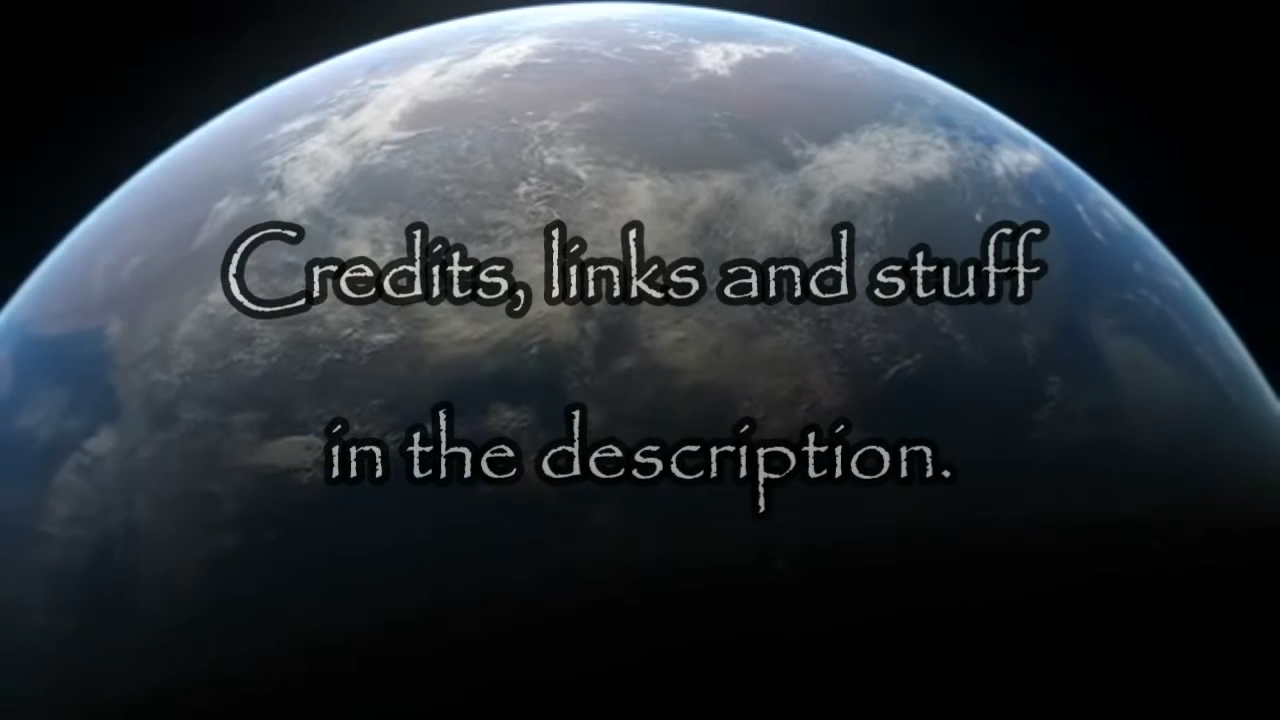 Credits, links and stuff
in the description.